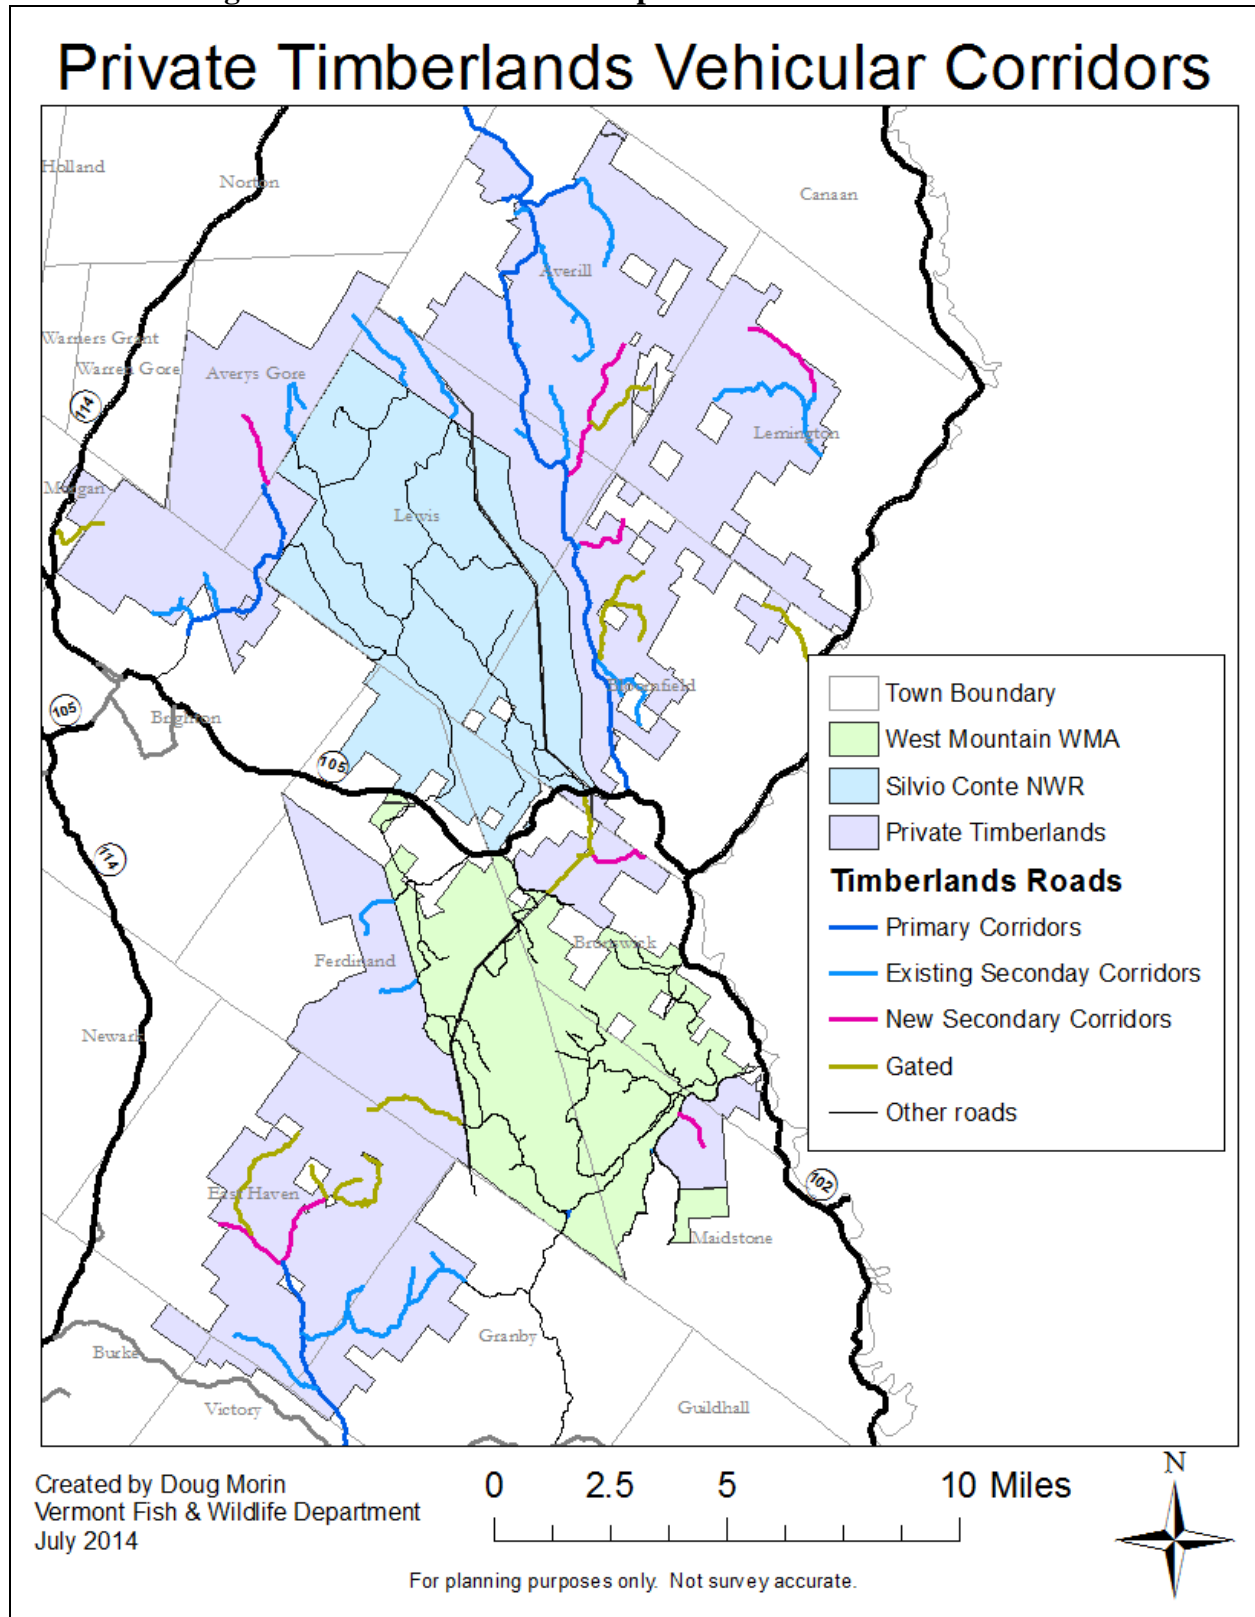 Private Timberlands Vehicular Corridors
Holland
Norton
Canaan
Averill
Warners Grant
Warren Gore
Averys Gore
114
Lemington
Morgan
Lewis
Bloomfield
105
Brighton
105
114
Ferdinand
Brunswick
Newark
East Haven
102
Maidstone
Granby
Burke
Victory
Guildhall
Town Boundary
West Mountain WMA
Silvio Conte NWR
Private Timberlands
Timberlands Roads
Primary Corridors
Existing Seconday Corridors
New Secondary Corridors
Gated
Other roads
Created by Doug Morin
Vermont Fish & Wildlife Department
July 2014
0 2.5 5 10 Miles
N
For planning purposes only. Not survey accurate.